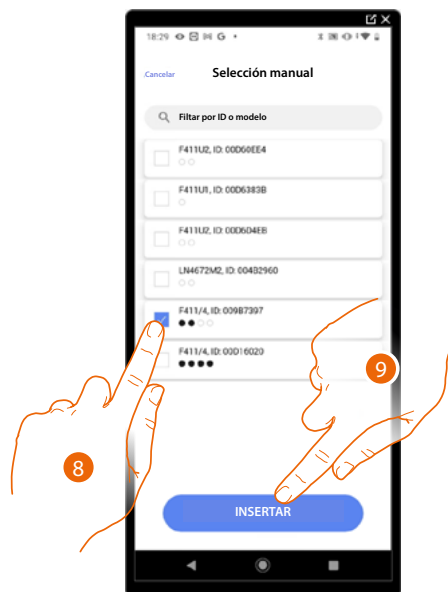 18:29 G
Cancelar
Selección manual
Filtar por ID o modelo
F411U2, ID: 00D60EE4
F411U1, ID: 00D6383B
F411U2, ID: 00D604EB
LN4672M2, ID: 004B2960
F411/4, ID: 009B7397
F411/4, ID: 00D16020
8
9
INSERTAR